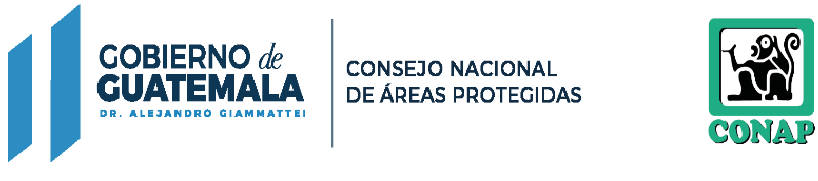 GOBIERNO de
GUATEMALA
DR. ALEJANDRO GIAMMATTEI
CONSEJO NACIONAL
DE ÁREAS PROTEGIDAS
CONAP